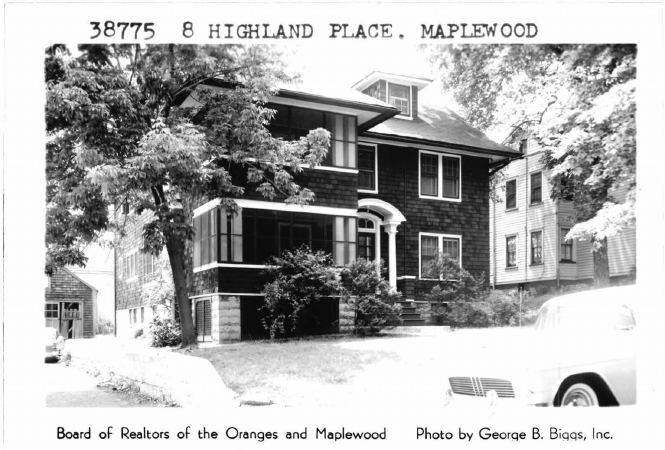 38775 8 HIGHLAND PLACE. MAPLEWOOD
Board of Realtors of the Oranges and Maplewood Photo by George B. Biggs, Inc.